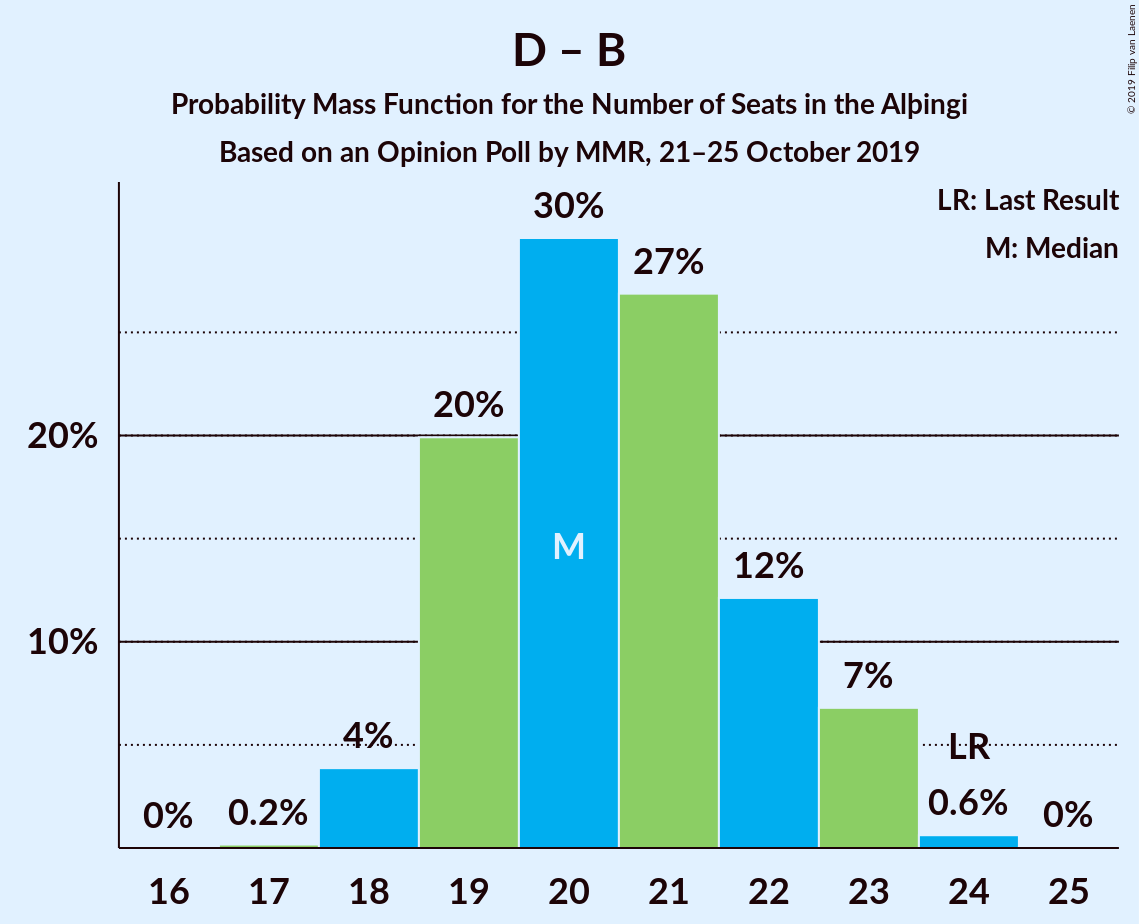 D – B
Probability Mass Function for the Number of Seats in the Alþingi
Based on an Opinion Poll by MMR, 21–25 October 2019
© 2019 Filip van Laenen
LR: Last Result
M: Median
20%
10%
0%
0.2%
4%
20%
30%
M
27%
12%
7%
LR
0.6%
0%
16 17 18 19 20 21 22 23 24 25